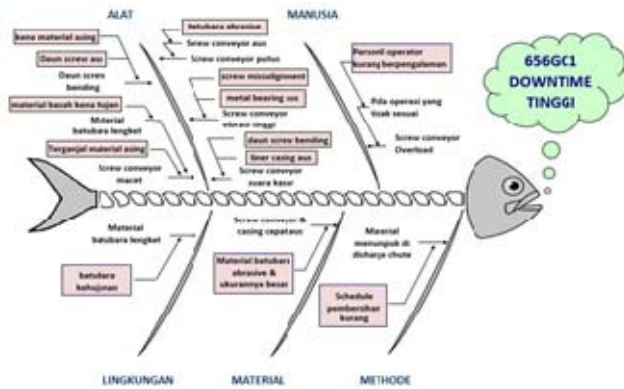 ALAT
MANUSIA
kena material asing
Daun screw aus
Daun screw
bending
material basah kena hujan
Material
batubara lengket
Terganjal material asing
Screw conveyor
macet
batubara abrasive
Screw conveyor aus
Screw conveyor putus
screw missalignment
metal bearing aus
Screw conveyor
tinggi
daun screw bending
liner casing aus
Screw conveyor
suara kasar
Personil operator
kurang berpengalaman
Pola operasi yang
tidak sesuai
Screw conveyor
Overload
656GC1
DOWNTIME
TINGGI
Material
batubara lengket
batubara
kehujanan
Screw conveyor &
casing cepat aus
Material batubara
abrasive &
ukurannya besar
Material
menumpuk di
discharge chute
Schedule
pembersihan
kurang
LINGKUNGAN
MATERIAL
METHODE